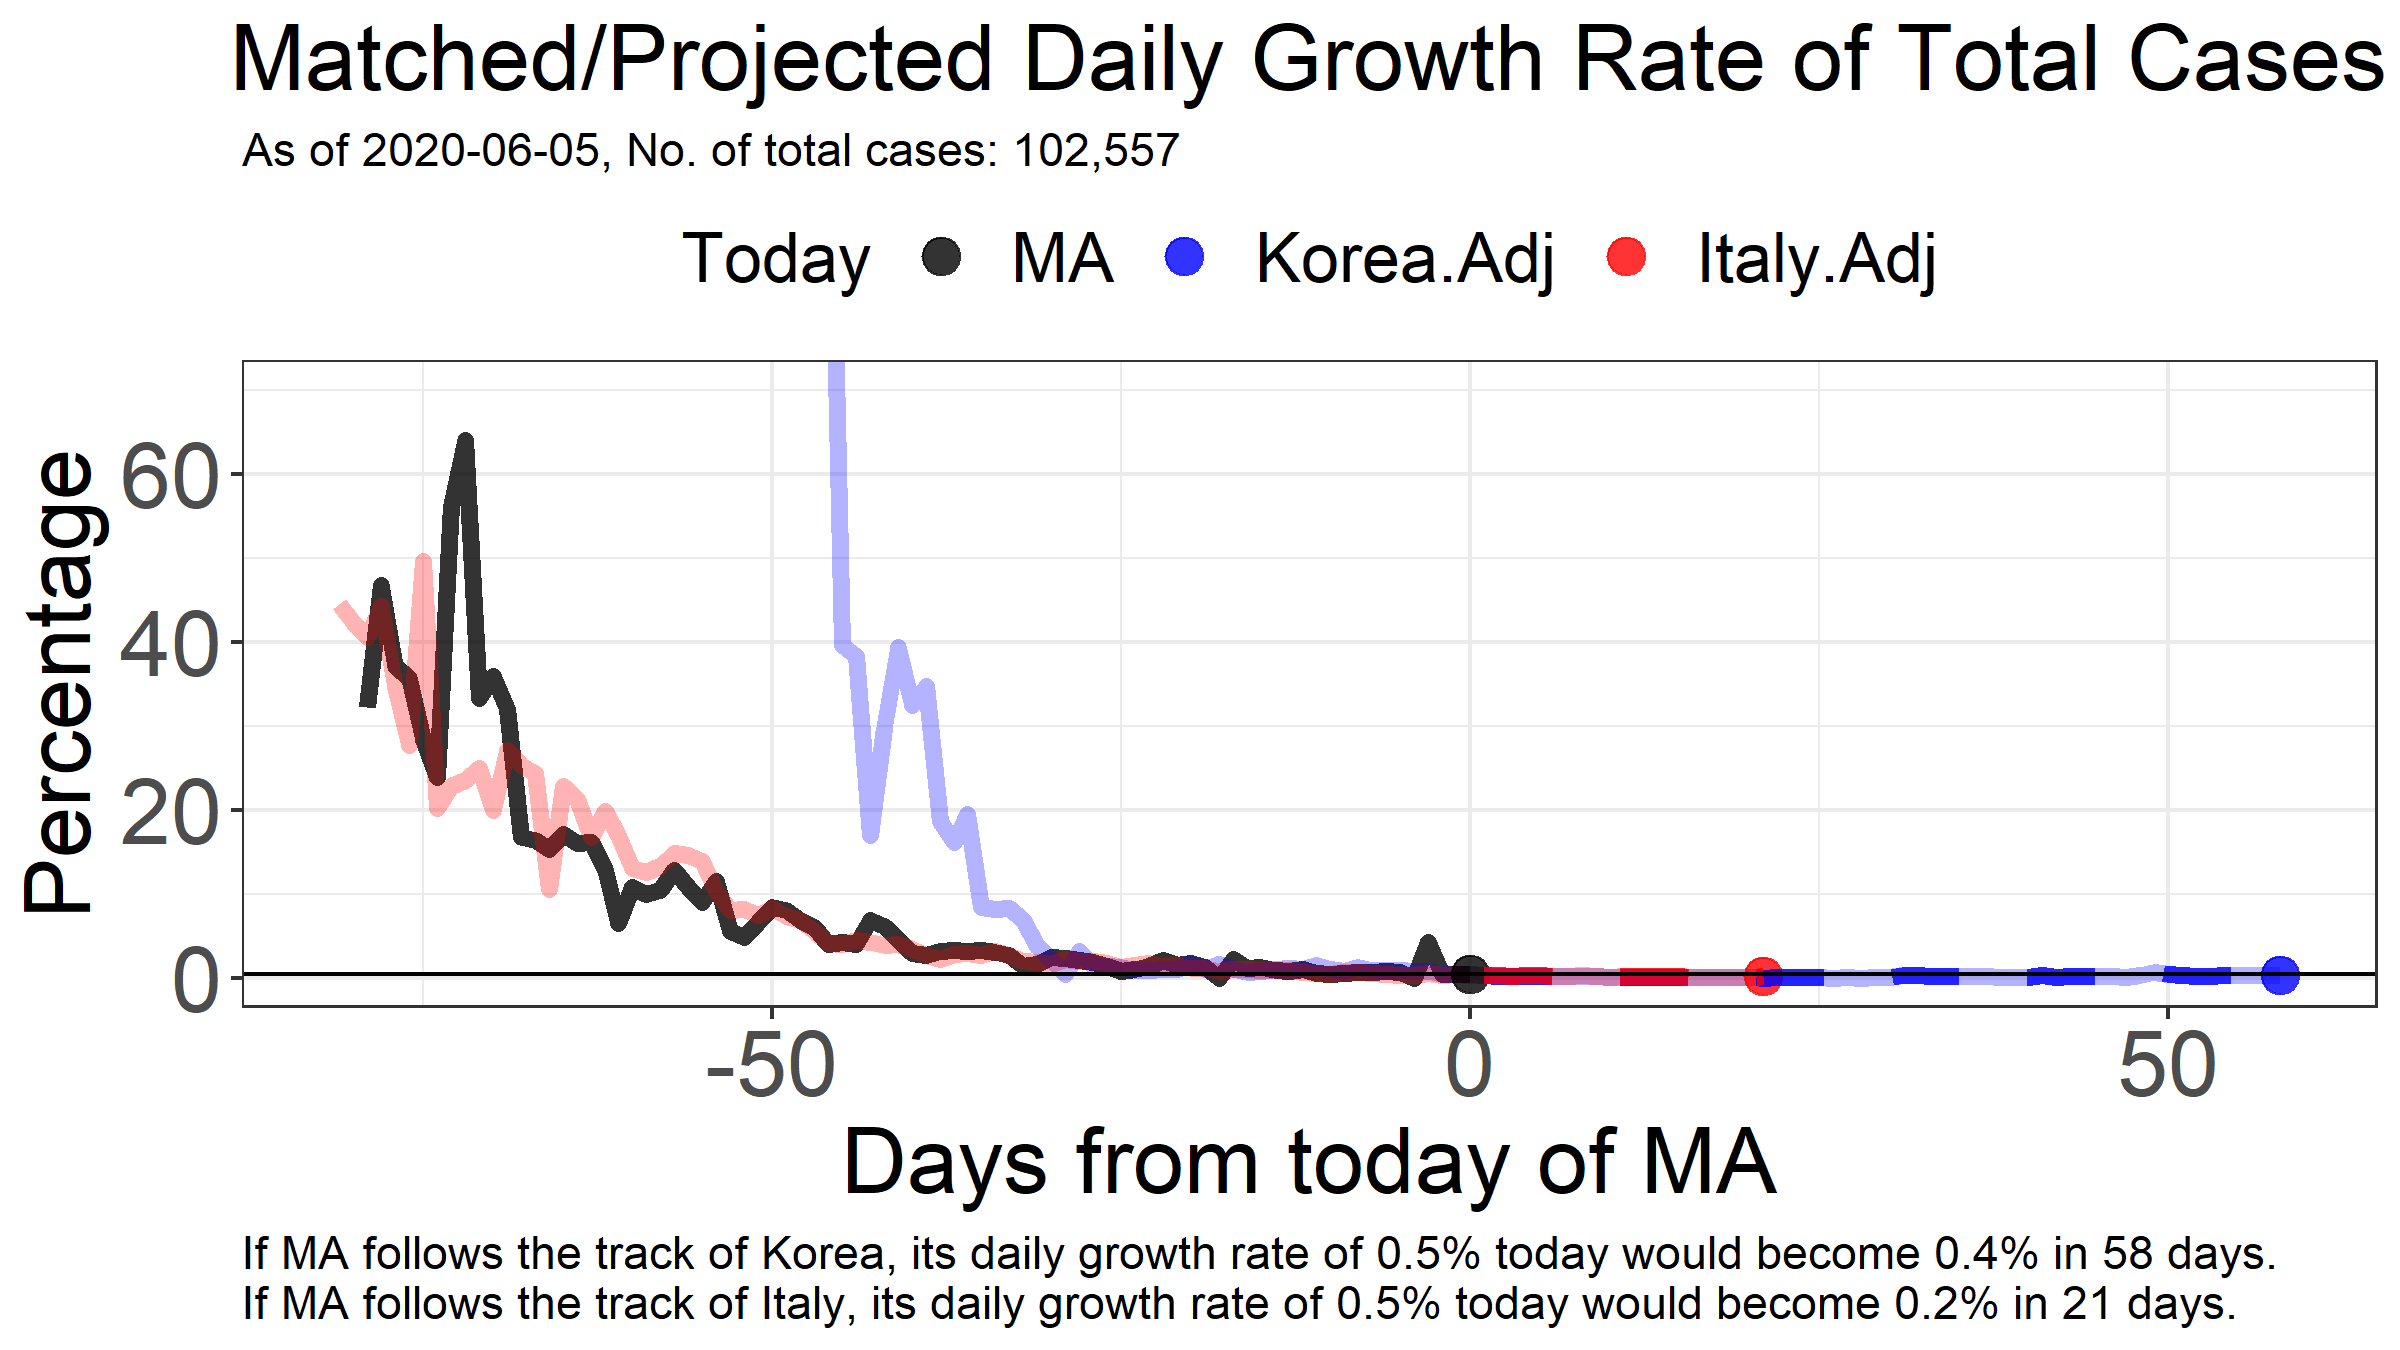 Matched/Projected Daily Growth Rate of Total Cases
As of 2020-06-05, No. of total cases: 102,557
Today MA Korea.Adj Italy.Adj
Percentage
60
40
20
0
-50 0 50
Days from today of MA
If MA follows the track of Korea, its daily growth rate of 0.5% today would become 0.4% in 58 days.
If MA follows the track of Italy, its daily growth rate of 0.5% today would become 0.2% in 21 days.